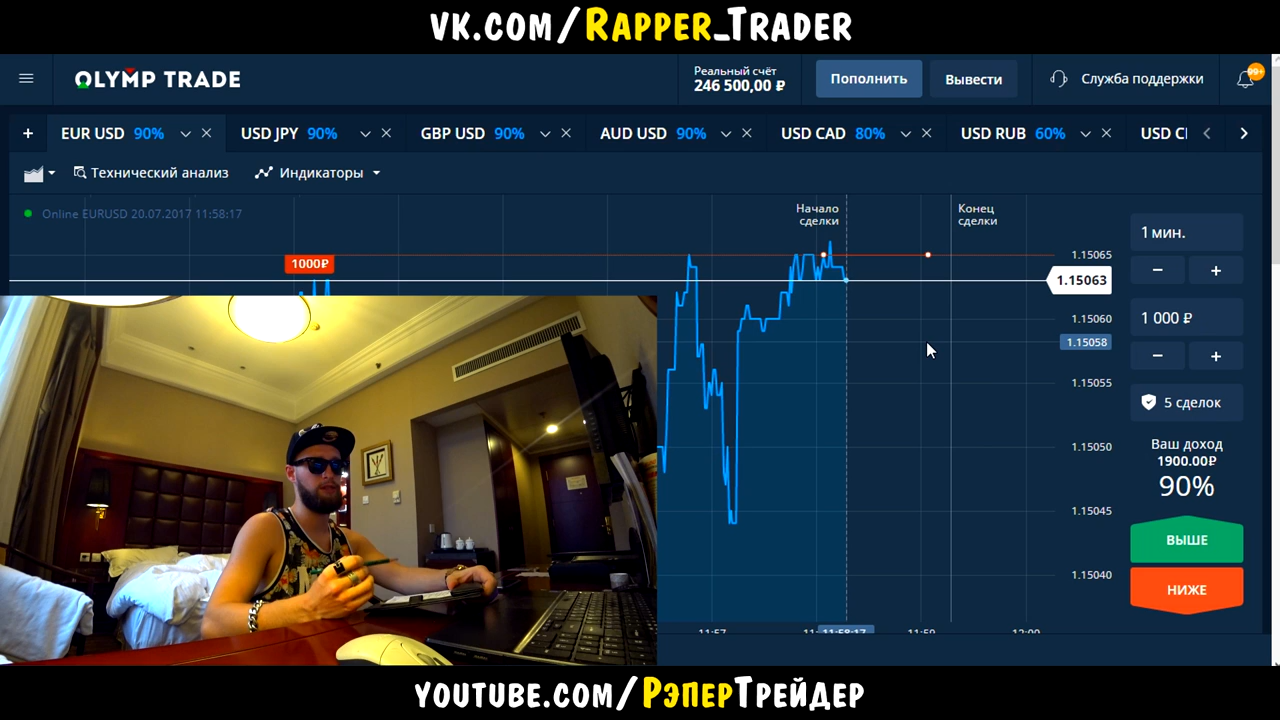 vk.com/Rapper_Trader
OLYMP TRADE
Реальный счёт
246 500,00 ₽
Пополнить
Вывести
Служба поддержки
99+
+ EUR USD 90% USD JPY 90% GBP USD 90% AUD USD 90% USD CAD 80% USD RUB 60%
Технический анализ Индикаторы
Online EURUSD 20.07.2017 11:58:17
Начало
сделки
Конец
сделки
1000₽
1.15065
1.15063
1.15060
1.15058
1.15055
1.15050
1.15045
1.15040
11:57 11:58:17 11:59 12:00
1 мин.
− +
1 000 ₽
− +
5 сделок
Ваш доход
1900.00₽
90%
ВЫШЕ
НИЖЕ
youtube.com/РэперТрейдер